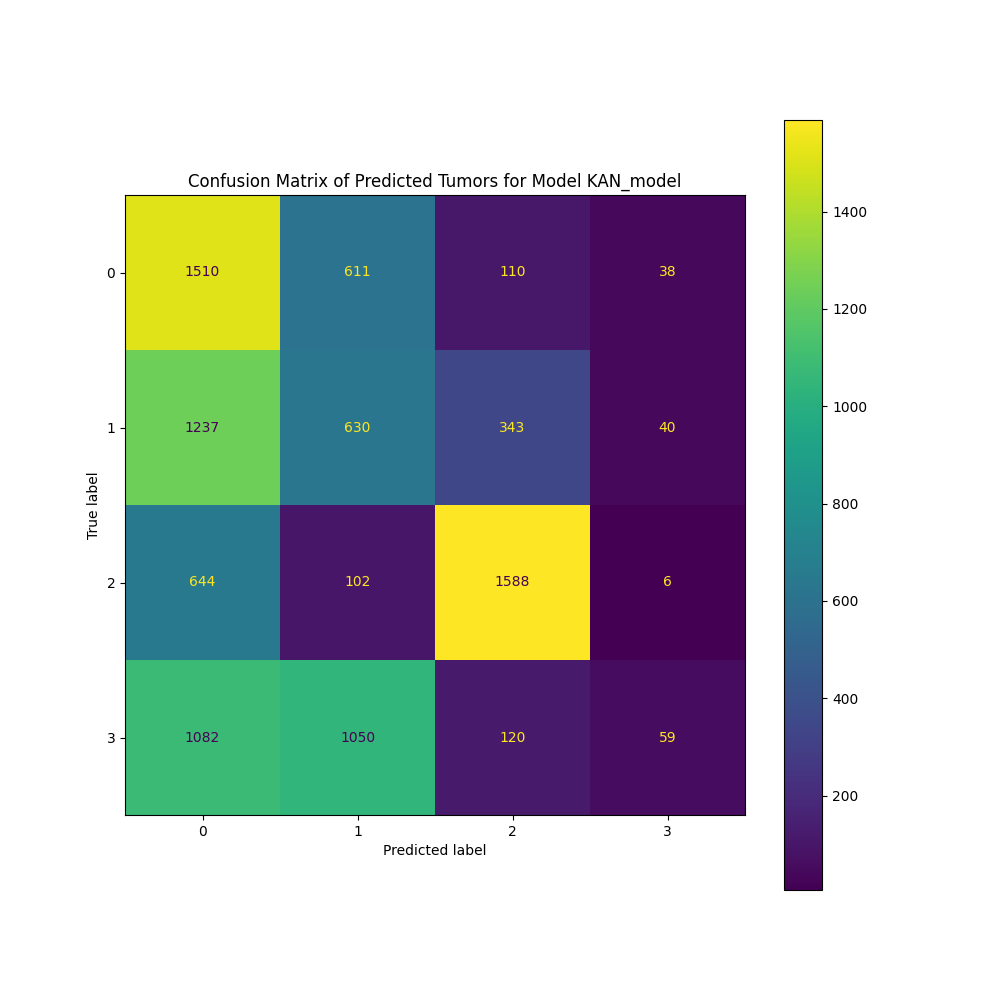 Confusion Matrix of Predicted Tumors for Model KAN_model
0 1510 611 110 38
1 1237 630 343 40
2 644 102 1588 6
3 1082 1050 120 59
0 1 2 3
Predicted label
True label
1400
1200
1000
800
600
400
200